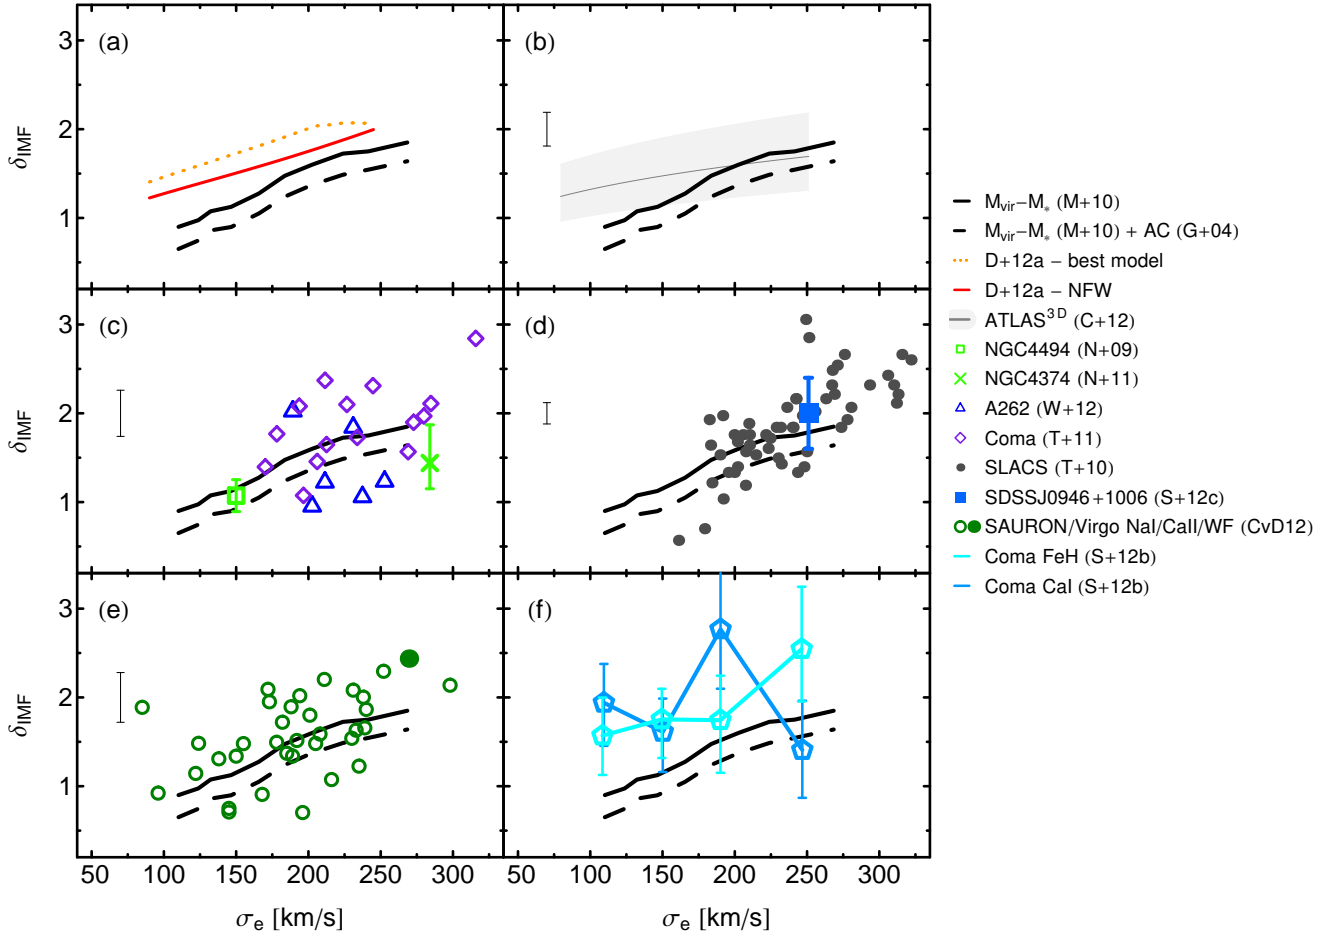 (a)
(b)
3
2
1
δIMF
(c)
(d)
3
2
1
δIMF
(e)
(f)
3
2
1
δIMF
50 100 150 200 250 300
50 100 150 200 250 300
σe [km/s]
σe [km/s]
Mvir−M* (M+10)
Mvir−M* (M+10) + AC (G+04)
D+12a − best model
D+12a − NFW
ATLAS3D (C+12)
NGC4494 (N+09)
NGC4374 (N+11)
A262 (W+12)
Coma (T+11)
SLACS (T+10)
SDSSJ0946+1006 (S+12c)
SAURON/Virgo NaI/CaII/WF (CvD12)
Coma FeH (S+12b)
Coma CaI (S+12b)